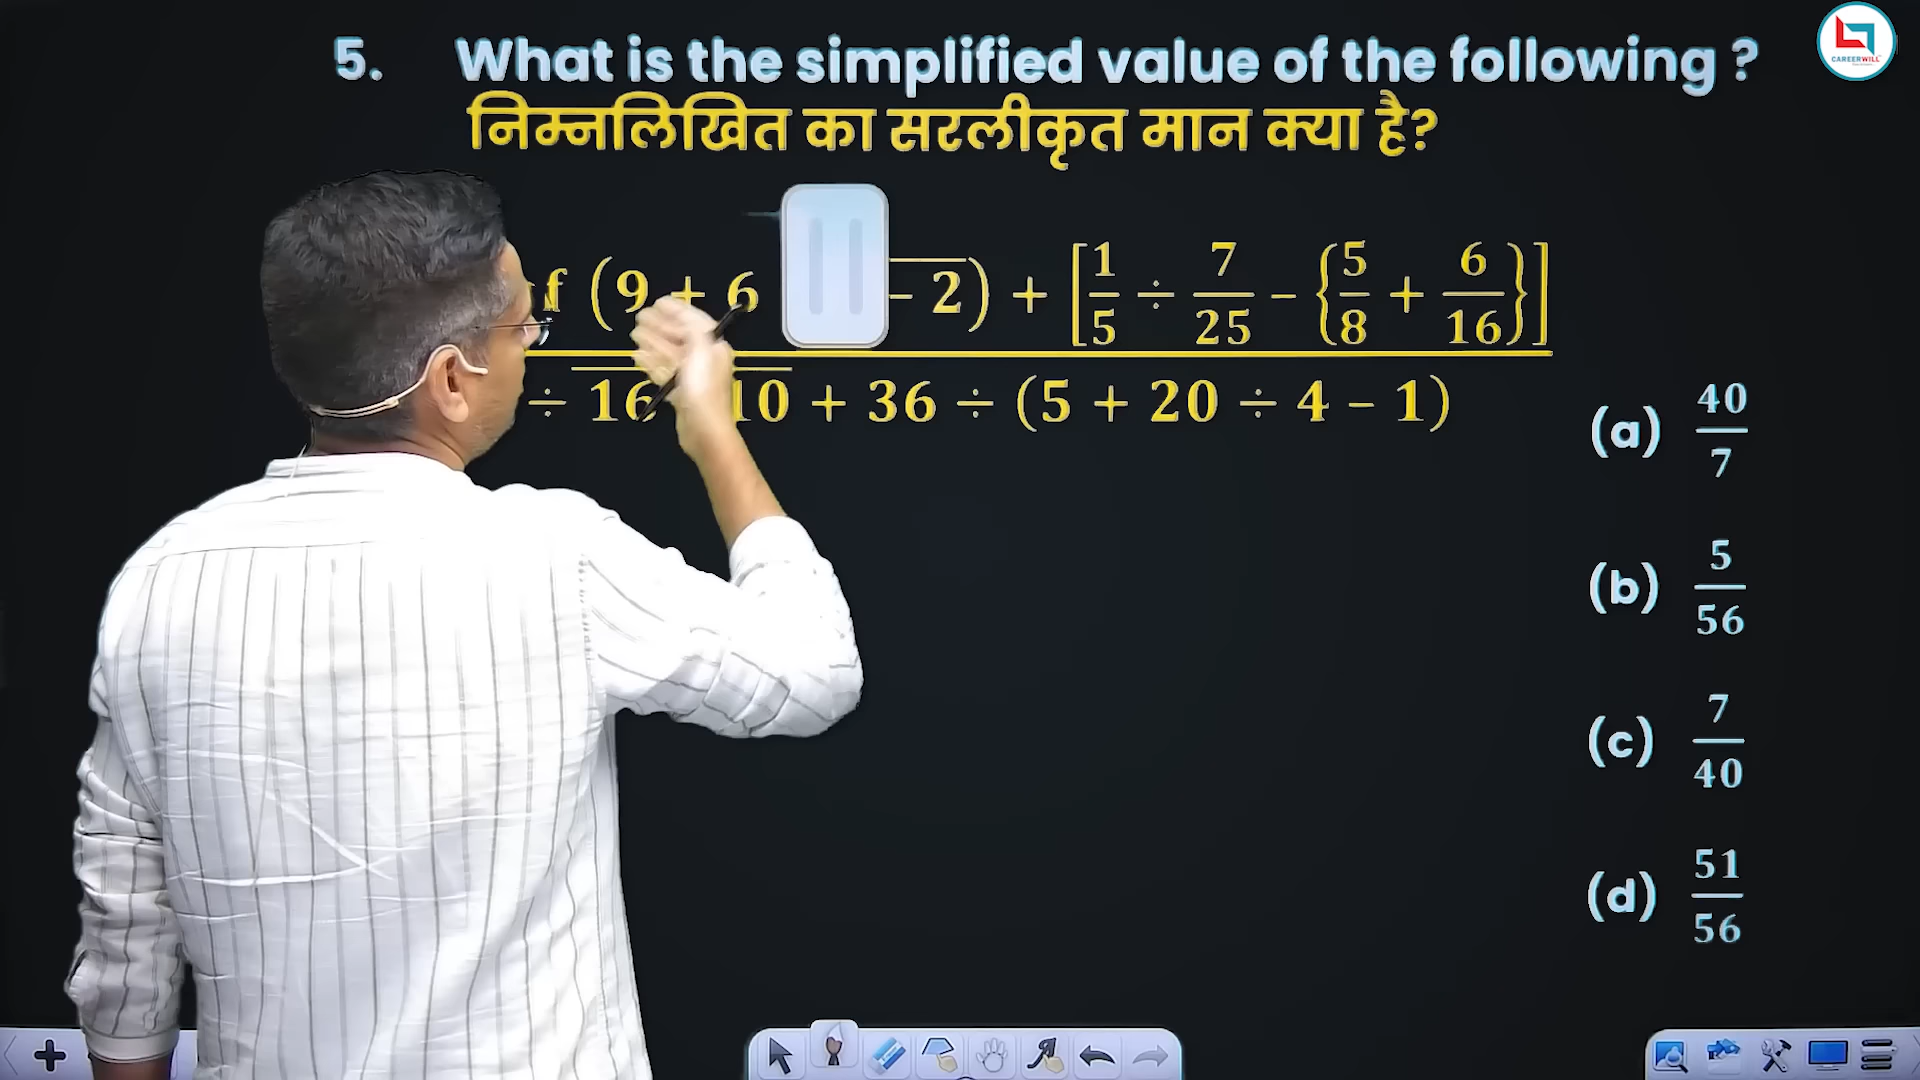 5. What is the simplified value of the following ?
निम्नलिखित का सरलीकृत मान क्या है?
f (9 + 6 – 2) + [1/5 ÷ 7/25 – {5/8 + 6/16}]
÷ 16 10 + 36 ÷ (5 + 20 ÷ 4 – 1)
(a) 40/7
(b) 5/56
(c) 7/40
(d) 51/56
CAREERWILL